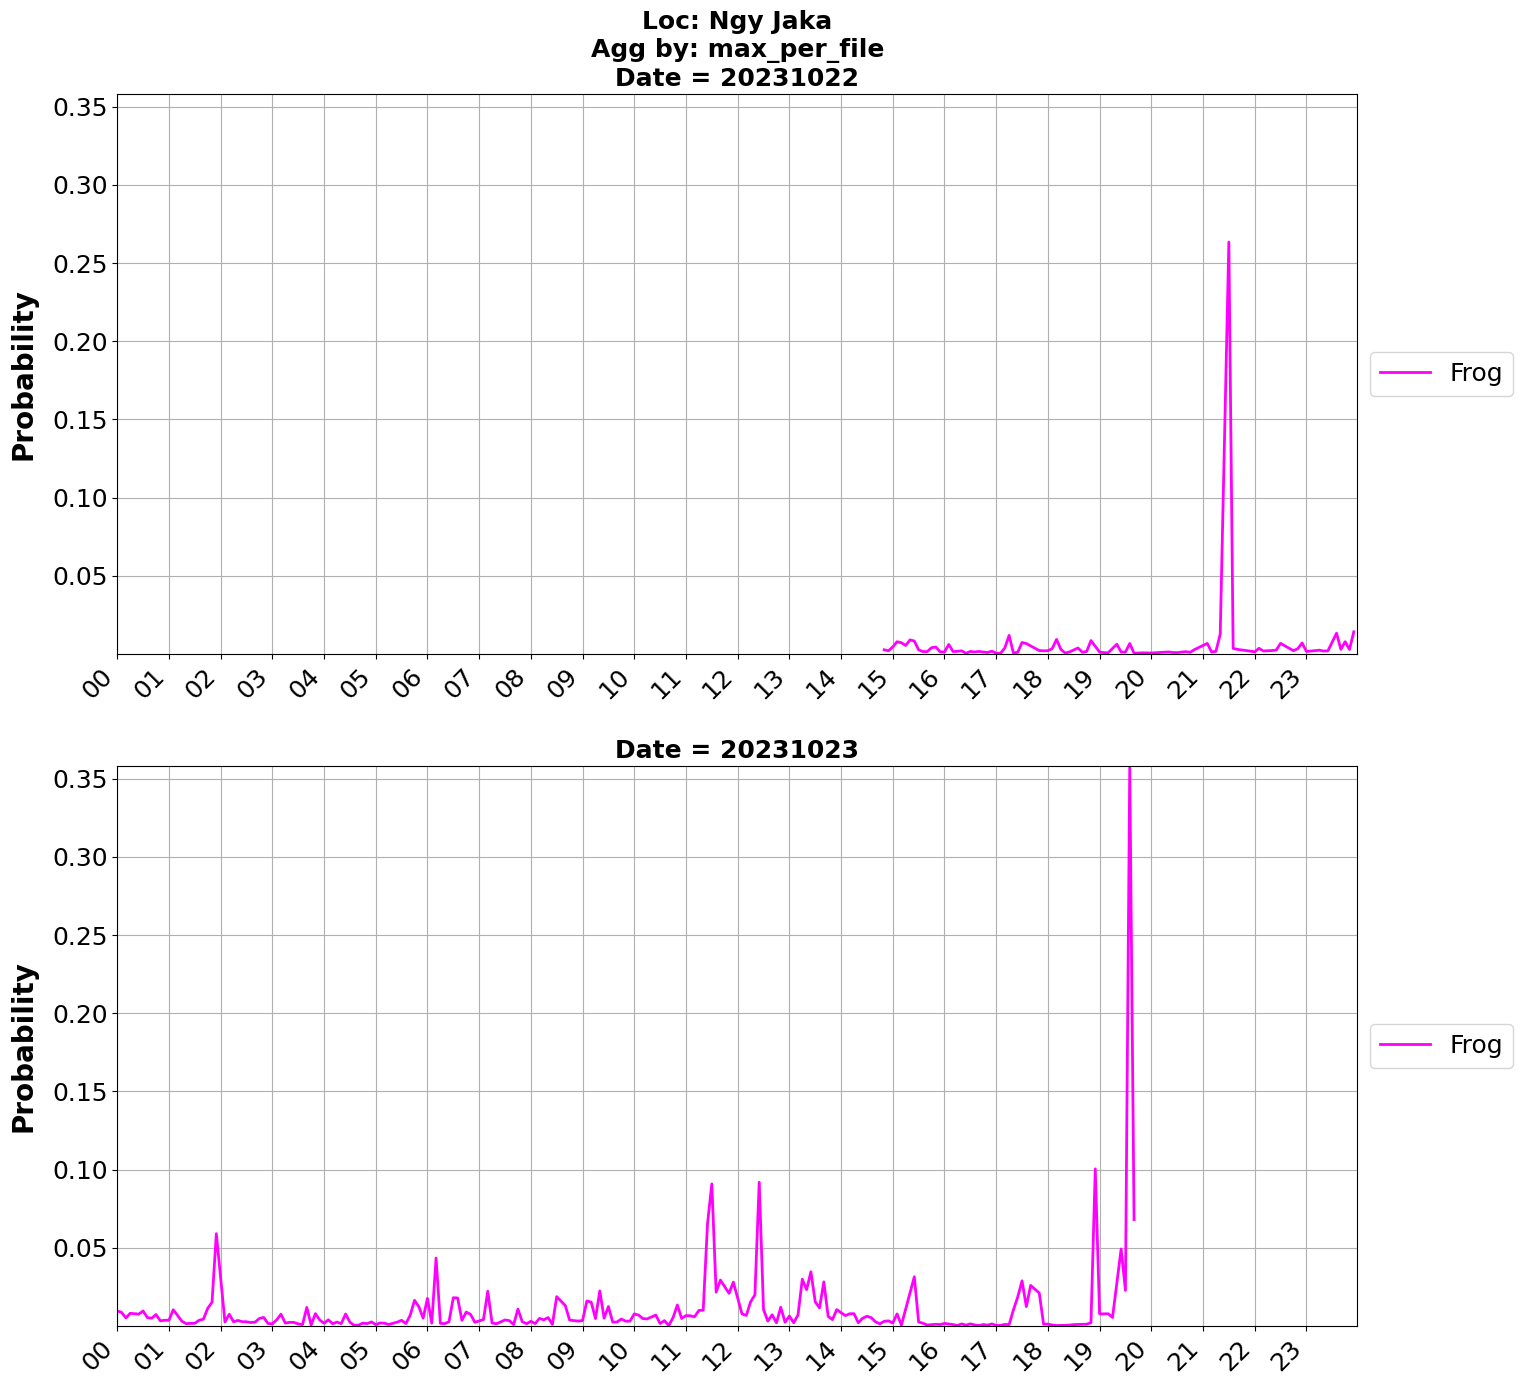 Loc: Ngy Jaka
Agg by: max_per_file
Date = 20231022
0.35
0.30
0.25
0.20
0.15
0.10
0.05
Probability
Frog
00 01 02 03 04 05 06 07 08 09 10 11 12 13 14 15 16 17 18 19 20 21 22 23
Date = 20231023
0.35
0.30
0.25
0.20
0.15
0.10
0.05
Probability
Frog
00 01 02 03 04 05 06 07 08 09 10 11 12 13 14 15 16 17 18 19 20 21 22 23